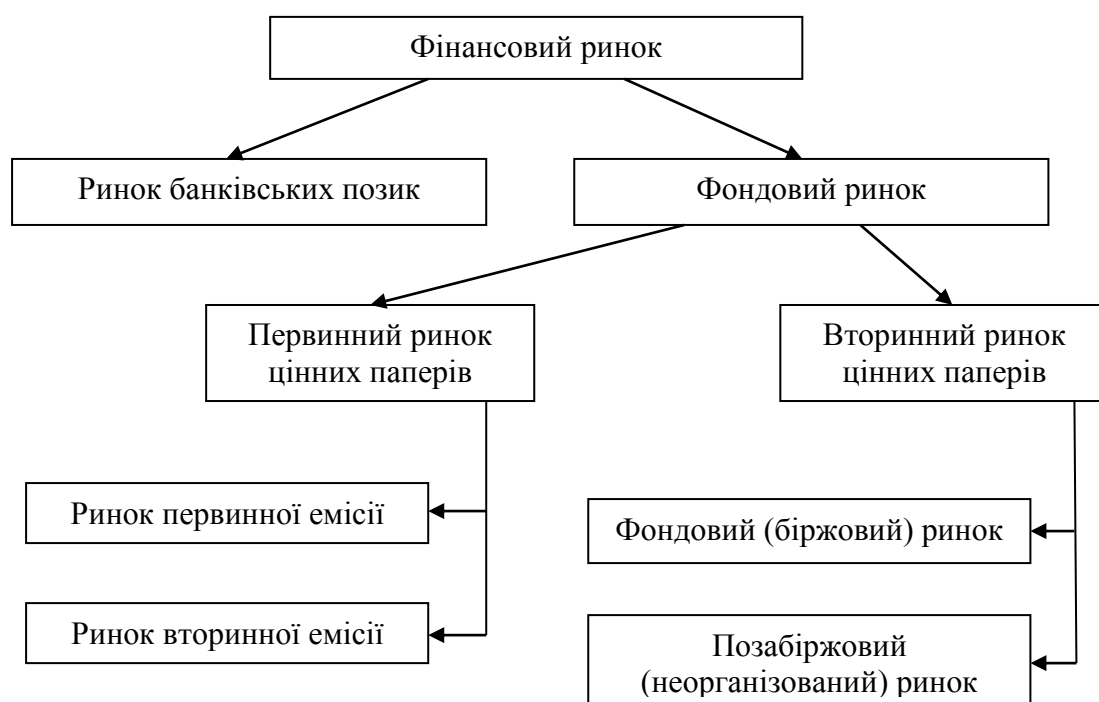 Фінансовий ринок
Ринок банківських позик
Фондовий ринок
Первинний ринок
цінних паперів
Вторинний ринок
цінних паперів
Ринок первинної емісії
Фондовий (біржовий) ринок
Ринок вторинної емісії
Позабіржовий
(неорганізований) ринок